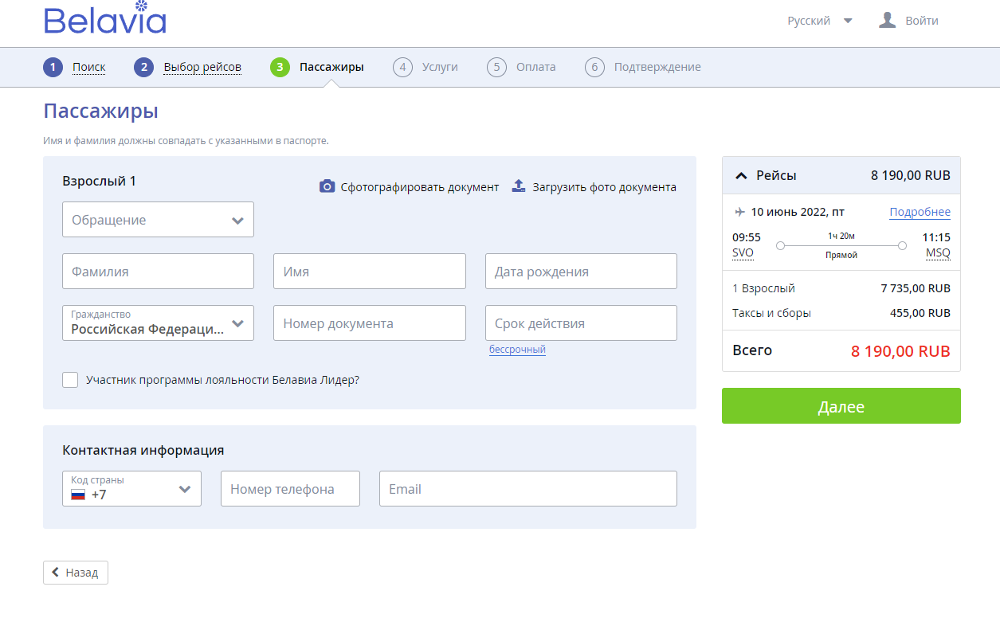 Belavia
Русский
Войти
1 Поиск
2 Выбор рейсов
3 Пассажиры
4 Услуги
5 Оплата
6 Подтверждение
Пассажиры
Имя и фамилия должны совпадать с указанными в паспорте.
Взрослый 1
Сфотографировать документ
Загрузить фото документа
Обращение
Фамилия
Имя
Дата рождения
Гражданство
Российская Федераци...
Номер документа
Срок действия
бессрочный
Участник программы лояльности Белавиа Лидер?
Контактная информация
Код страны
+7
Номер телефона
Email
Назад
Рейсы 8 190,00 RUB
10 июнь 2022, пт Подробнее
09:55 1ч 20м 11:15
SVO Прямой MSQ
1 Взрослый 7 735,00 RUB
Таксы и сборы 455,00 RUB
Всего 8 190,00 RUB
Далее